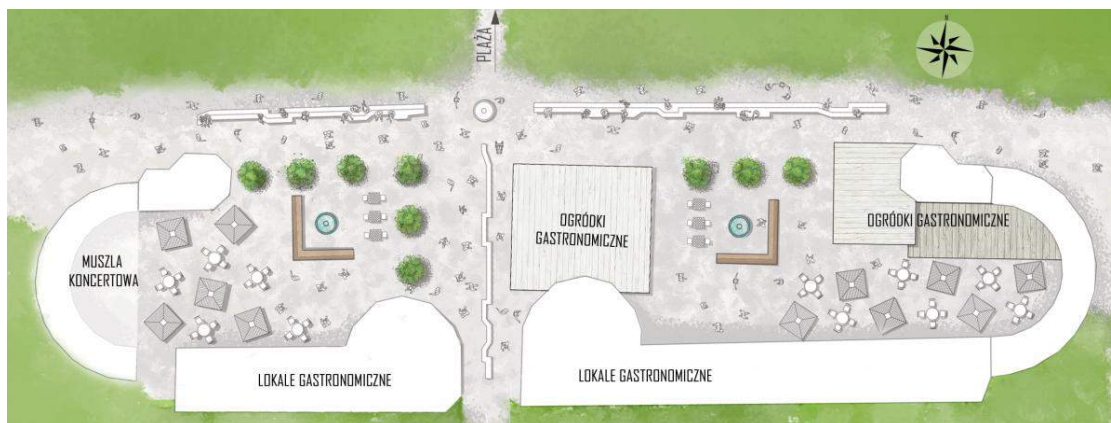 PLAŻA
MUSZLA
KONCERTOWA
OGRÓDKI
GASTRONOMICZNE
OGRÓDKI GASTRONOMICZNE
LOKALE GASTRONOMICZNE
LOKALE GASTRONOMICZNE